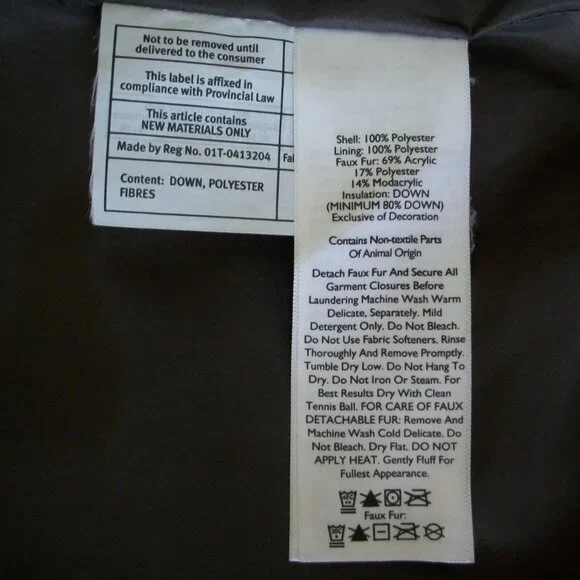 Not to be removed until
delivered to the consumer
This label is affixed in
compliance with Provincial Law
This article contains
NEW MATERIALS ONLY
Made by Reg No. 01T-0413204
Content: DOWN, POLYESTER
FIBRES
Shell: 100% Polyester
Lining: 100% Polyester
Faux Fur: 69% Acrylic
17% Polyester
14% Modacrylic
Insulation: DOWN
(MINIMUM 80% DOWN)
Exclusive of Decoration
Contains Non-textile Parts
Of Animal Origin
Detach Faux Fur And Secure All
Garment Closures Before
Laundering Machine Wash Warm
Delicate, Separately. Mild
Detergent Only. Do Not Bleach.
Do Not Use Fabric Softeners. Rinse
Thoroughly And Remove Promptly.
Tumble Dry Low. Do Not Hang To
Dry. Do Not Iron Or Steam. For
Best Results Dry With Clean
Tennis Ball. FOR CARE OF FAUX
DETACHABLE FUR: Remove And
Machine Wash Cold Delicate. Do
Not Bleach. Dry Flat. DO NOT
APPLY HEAT. Gently Fluff For
Fullest Appearance.
Faux Fur: